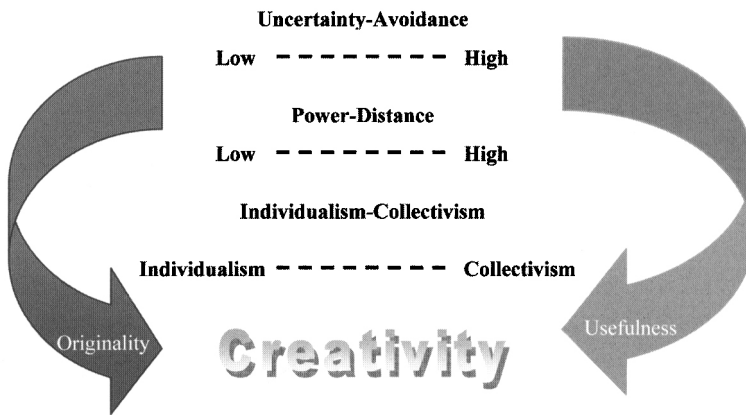 Uncertainty-Avoidance
Low - - - - - - - - - High
Power-Distance
Low - - - - - - - - - High
Individualism-Collectivism
Individualism - - - - - - - - - Collectivism
Originality
Creativity
Usefulness